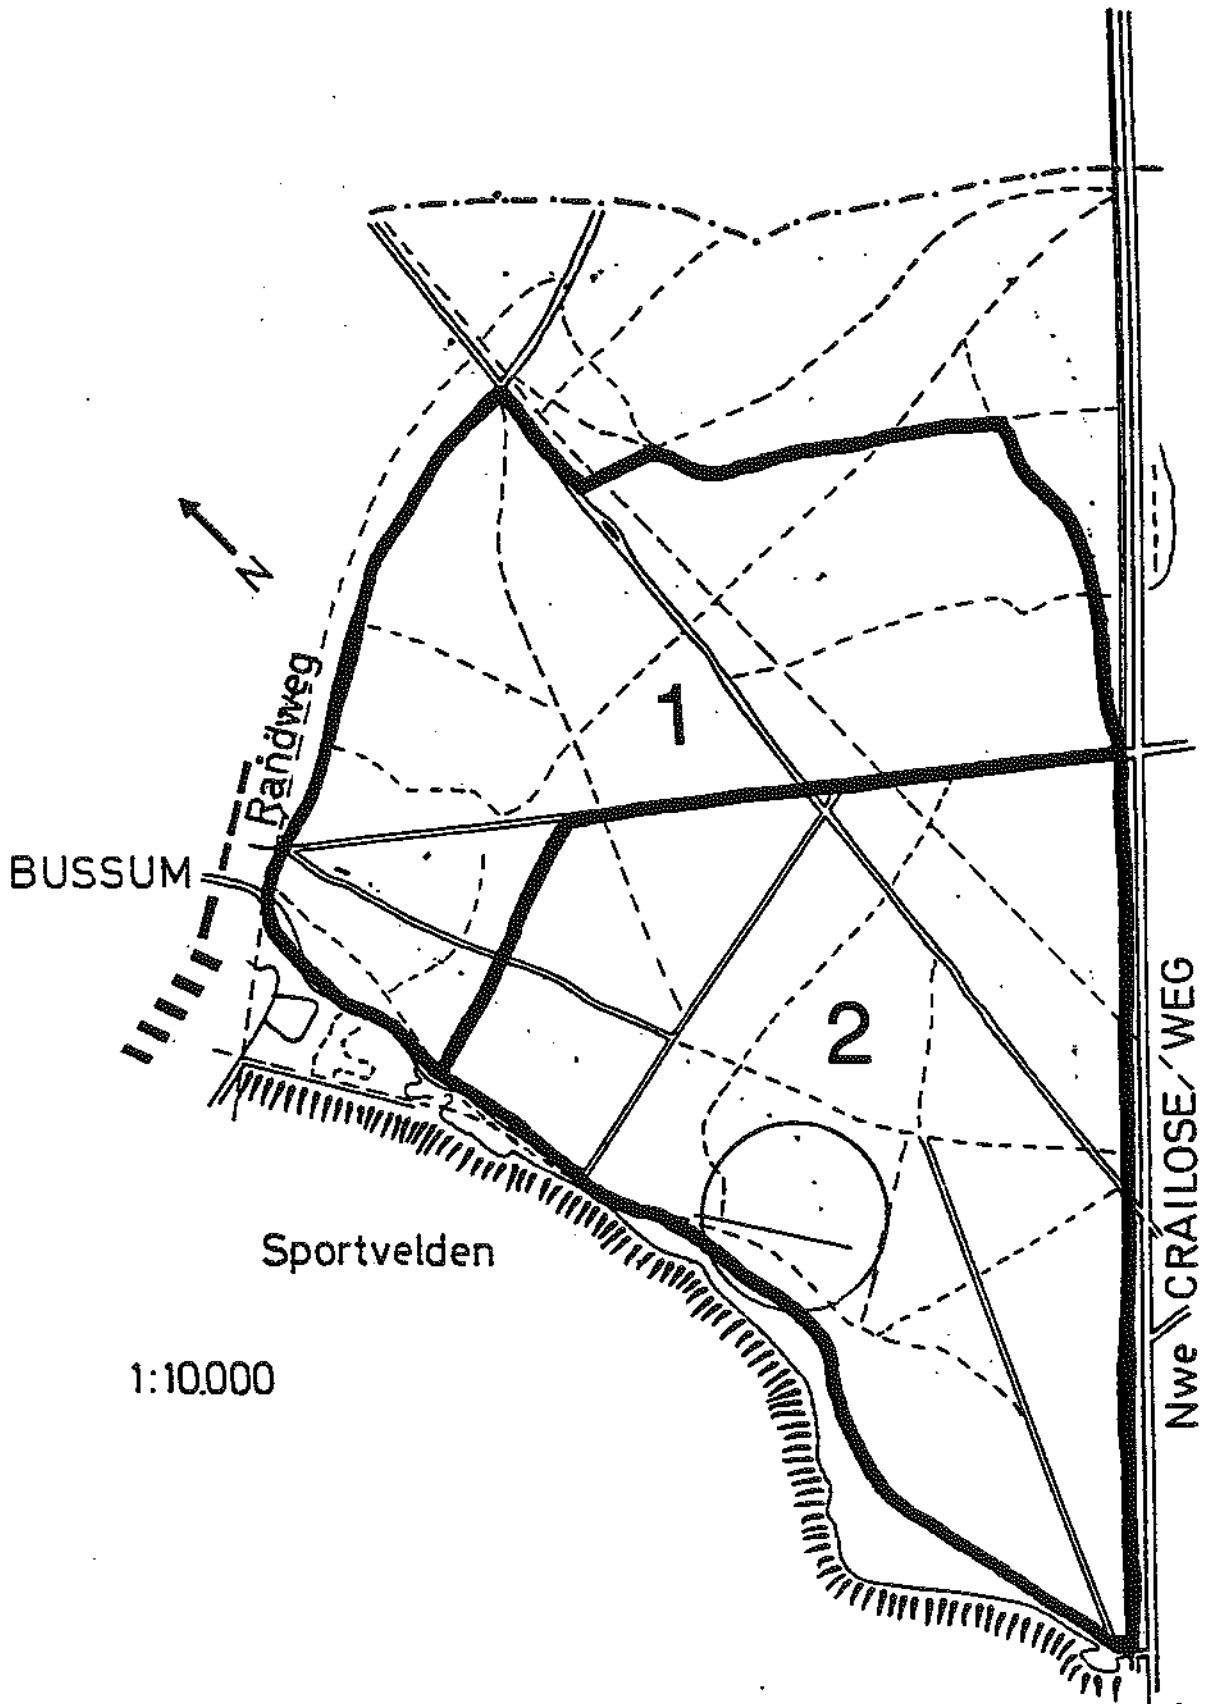 N
Randweg
1
BUSSUM
2
Nwe CRAILOSE WEG
Sportvelden
1:10.000